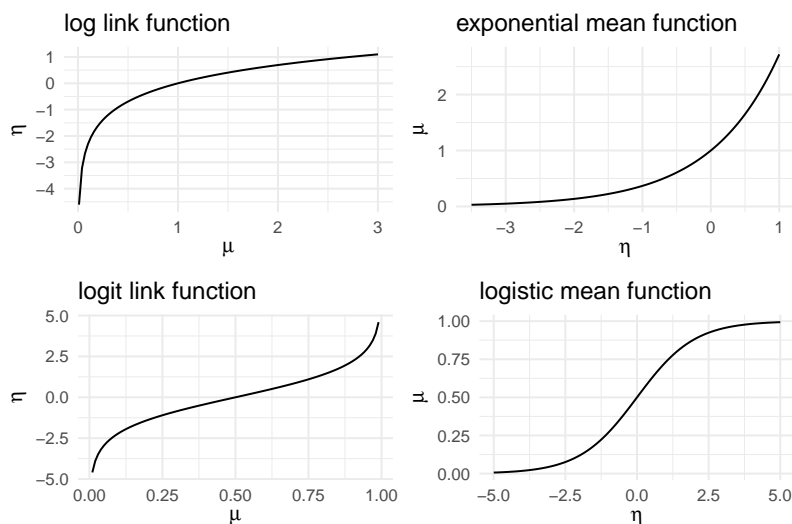 log link function
1
0
−1
−2
−3
−4
η
0 1 2 3
μ
exponential mean function
2
1
0
μ
−3 −2 −1 0 1
η
logit link function
5.0
2.5
0.0
−2.5
−5.0
η
0.00 0.25 0.50 0.75 1.00
μ
logistic mean function
1.00
0.75
0.50
0.25
0.00
μ
−5.0 −2.5 0.0 2.5 5.0
η